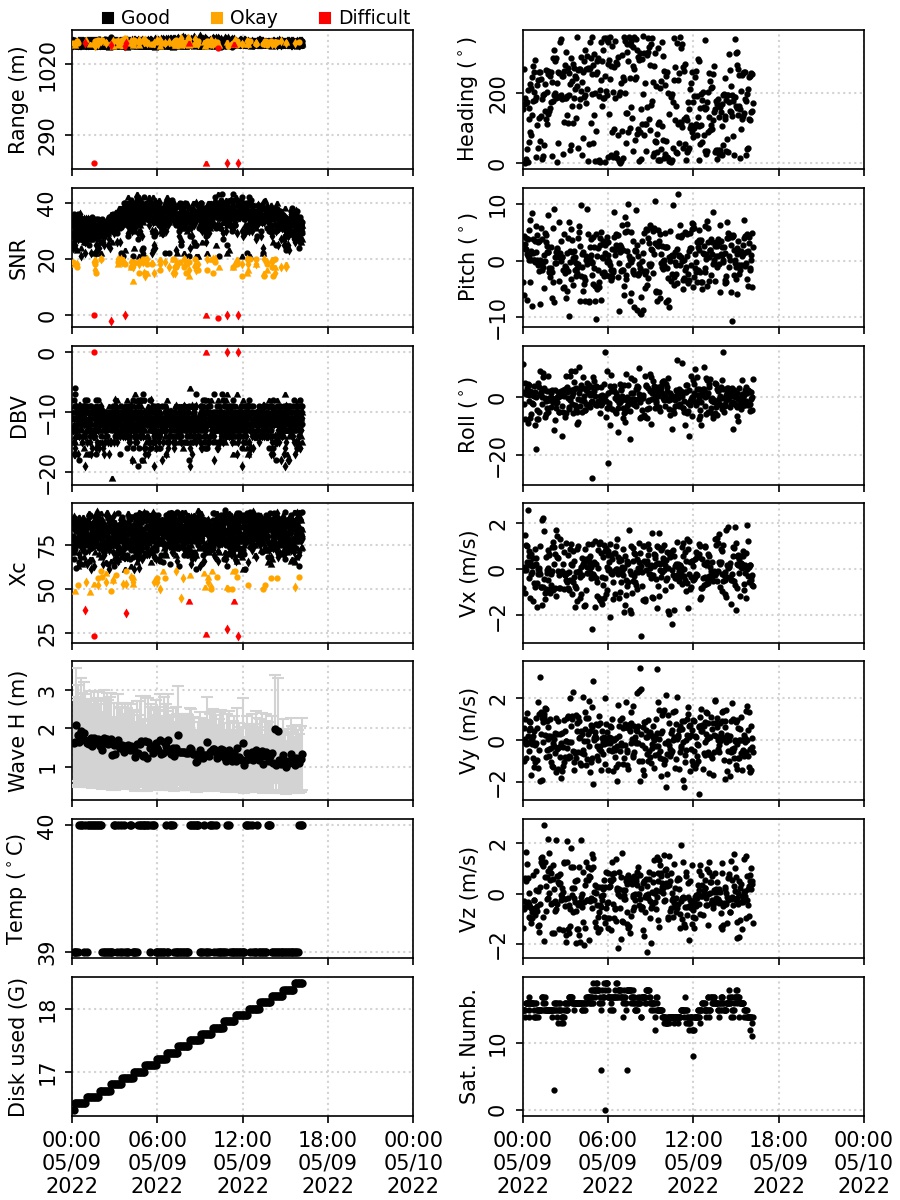 Good Okay Difficult
Range (m)
1020
290
Heading (°)
200
0
SNR
40
20
0
Pitch (°)
10
0
−10
DBV
0
−10
−20
Roll (°)
0
−20
Xc
75
50
25
Vx (m/s)
2
0
−2
Wave H (m)
3
2
1
Vy (m/s)
2
0
−2
Temp (°C)
40
39
Vz (m/s)
2
0
−2
Disk used (G)
18
17
Sat. Numb.
10
0
00:00 06:00 12:00 18:00 00:00 00:00 06:00 12:00 18:00 00:00
05/09 05/09 05/09 05/09 05/10 05/09 05/09 05/09 05/09 05/10
2022 2022 2022 2022 2022 2022 2022 2022 2022 2022